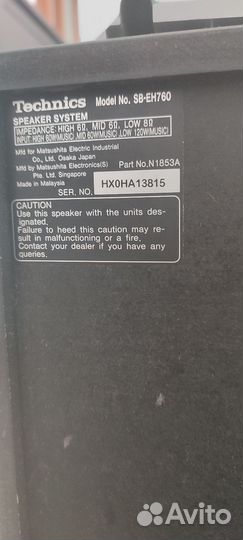 Technics Model No. SB-EH760
SPEAKER SYSTEM
IMPEDANCE: HIGH 6Ω, MID 6Ω, LOW 8Ω
INPUT: HIGH 60W(MUSIC), MID 60W(MUSIC), LOW 120W(MUSIC)
Mfd for Matsushita Electric Industrial
Co., Ltd. Osaka Japan
Mfd by Matsushita Electronics(S)
Pte. Ltd. Singapore Part No.N1853A
Made in Malaysia
SER. NO. HX0HA13815
CAUTION
Use this speaker with the units des-
ignated.
Failure to heed this caution may re-
sult in malfunctioning or a fire.
Contact your dealer if you have any
queries.
Avito